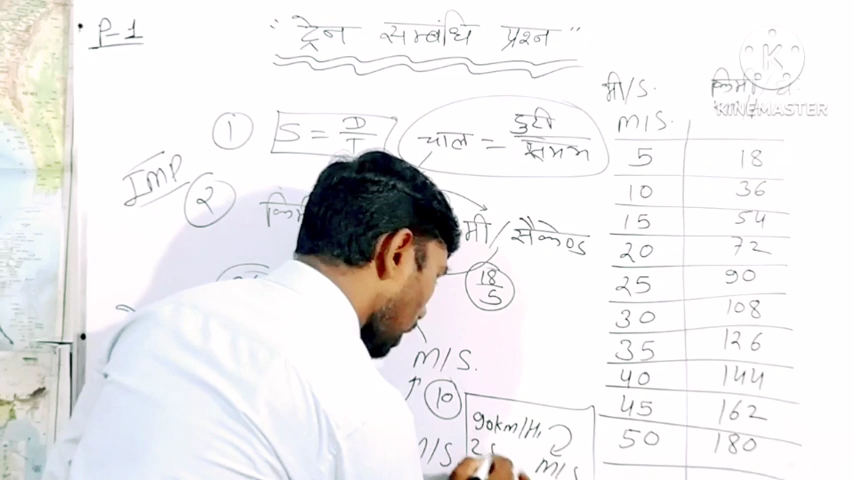 P-1
"ट्रेन सम्बंधि प्रश्न"
① S = D/T चाल = दुरी/समय
IMP
② मी/सैकेण्ड
18/5
M/S.
10
M/S
90km/H
M/S
मी/S.
M/S. 
5 18
10 36
15 54
20 72
25 90
30 108
35 126
40 144
45 162
50 180
K
KINEMASTER